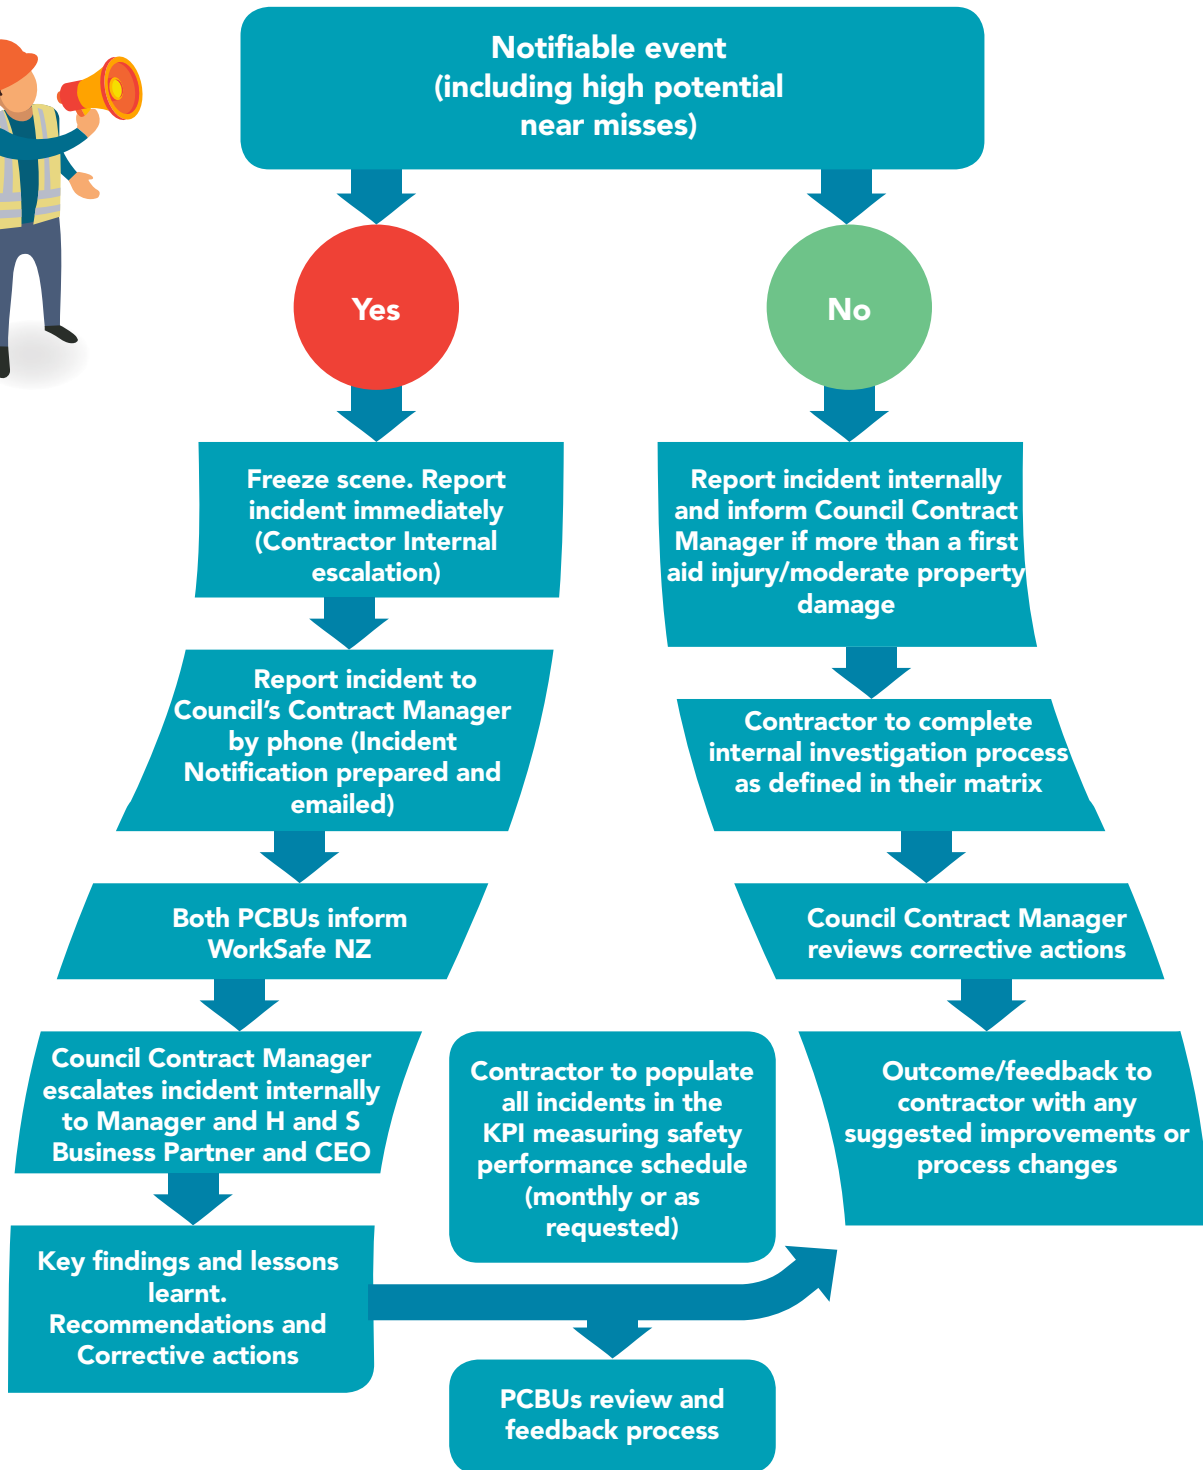 Notifiable event
(including high potential
near misses)
Yes
No
Freeze scene. Report
incident immediately
(Contractor Internal
escalation)
Report incident internally
and inform Council Contract
Manager if more than a first
aid injury/moderate property
damage
Report incident to
Council's Contract Manager
by phone (Incident
Notification prepared and
emailed)
Contractor to complete
internal investigation process
as defined in their matrix
Both PCBUs inform
WorkSafe NZ
Council Contract Manager
reviews corrective actions
Council Contract Manager
escalates incident internally
to Manager and H and S
Business Partner and CEO
Contractor to populate
all incidents in the
KPI measuring safety
performance schedule
(monthly or as
requested)
Outcome/feedback to
contractor with any
suggested improvements or
process changes
Key findings and lessons
learnt.
Recommendations and
Corrective actions
PCBUs review and
feedback process